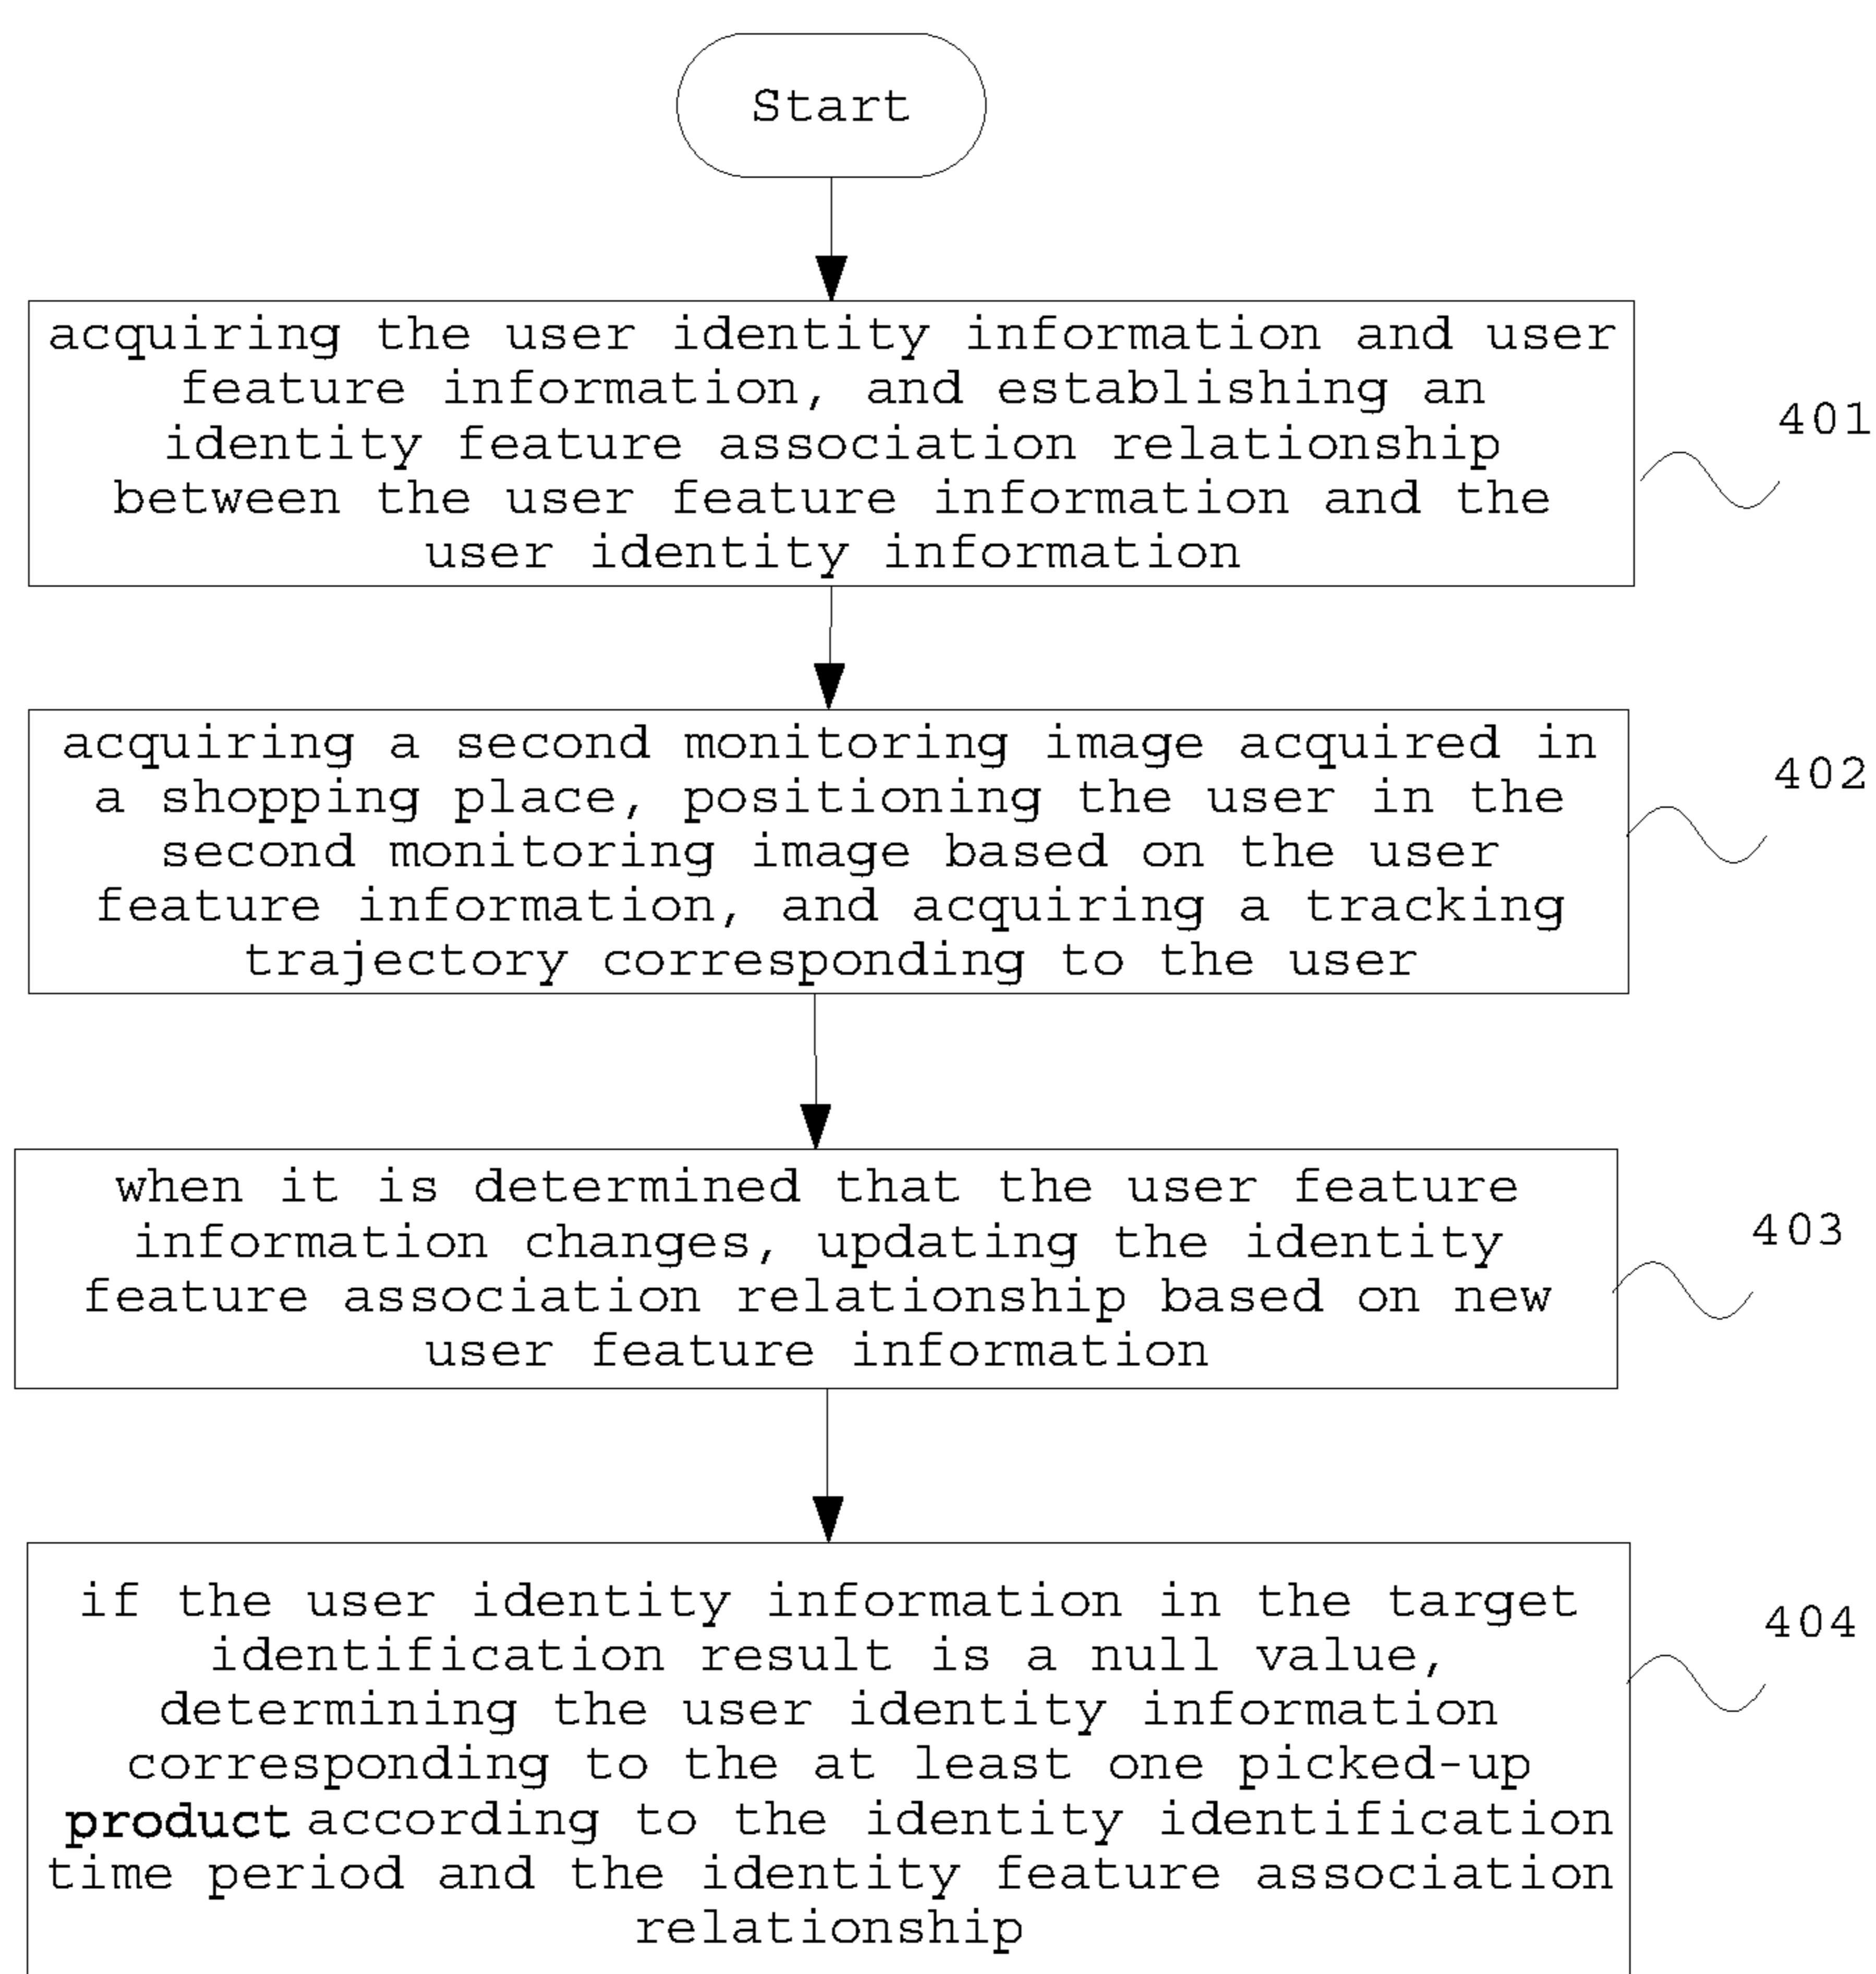 Start
acquiring the user identity information and user
feature information, and establishing an
identity feature association relationship
between the user feature information and the
user identity information
401
acquiring a second monitoring image acquired in
a shopping place, positioning the user in the
second monitoring image based on the user
feature information, and acquiring a tracking
trajectory corresponding to the user
402
when it is determined that the user feature
information changes, updating the identity
feature association relationship based on new
user feature information
403
if the user identity information in the target
identification result is a null value,
determining the user identity information
corresponding to the at least one picked-up
product according to the identity identification
time period and the identity feature association
relationship
404